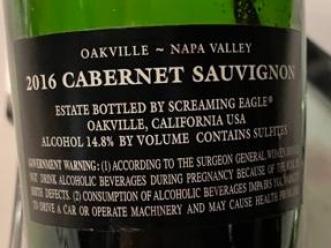 OAKVILLE ~ NAPA VALLEY
2016 CABERNET SAUVIGNON
ESTATE BOTTLED BY SCREAMING EAGLE®
OAKVILLE, CALIFORNIA USA
ALCOHOL 14.8% BY VOLUME CONTAINS SULFITES
GOVERNMENT WARNING: (1) ACCORDING TO THE SURGEON GENERAL, WOMEN
NOT DRINK ALCOHOLIC BEVERAGES DURING PREGNANCY BECAUSE OF THE
BIRTH DEFECTS. (2) CONSUMPTION OF ALCOHOLIC BEVERAGES IMPAIRS
TO DRIVE A CAR OR OPERATE MACHINERY AND MAY CAUSE HEALTH